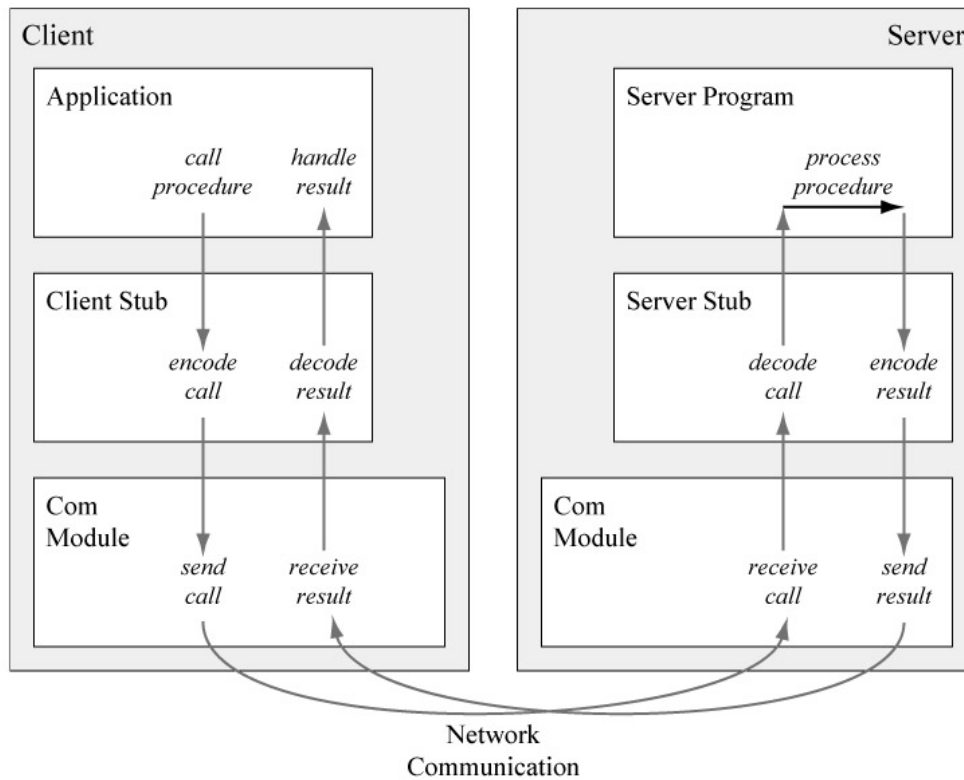 Client
Application
call
procedure
handle
result
Client Stub
encode
call
decode
result
Com
Module
send
call
receive
result
Server
Server Program
process
procedure
Server Stub
decode
call
encode
result
Com
Module
receive
call
send
result
Network
Communication